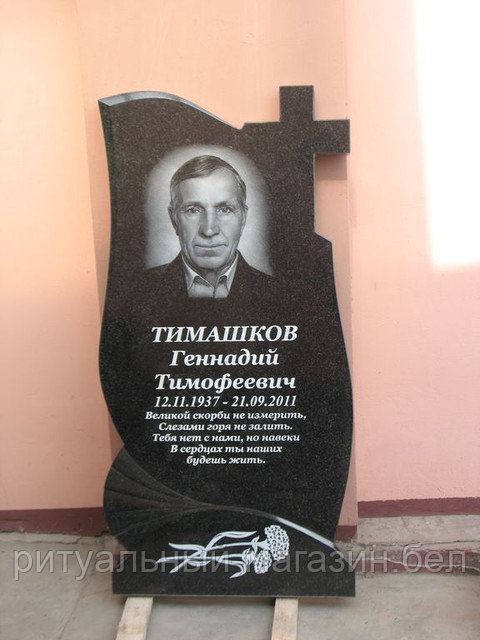 ТИМАШКОВ
Геннадий
Тимофеевич
12.11.1937 - 21.09.2011
Великой скорби не измерить,
Слезами горя не залить.
Тебя нет с нами, но навеки
В сердцах ты наших
будешь жить.
ритуальный-магазин.бел